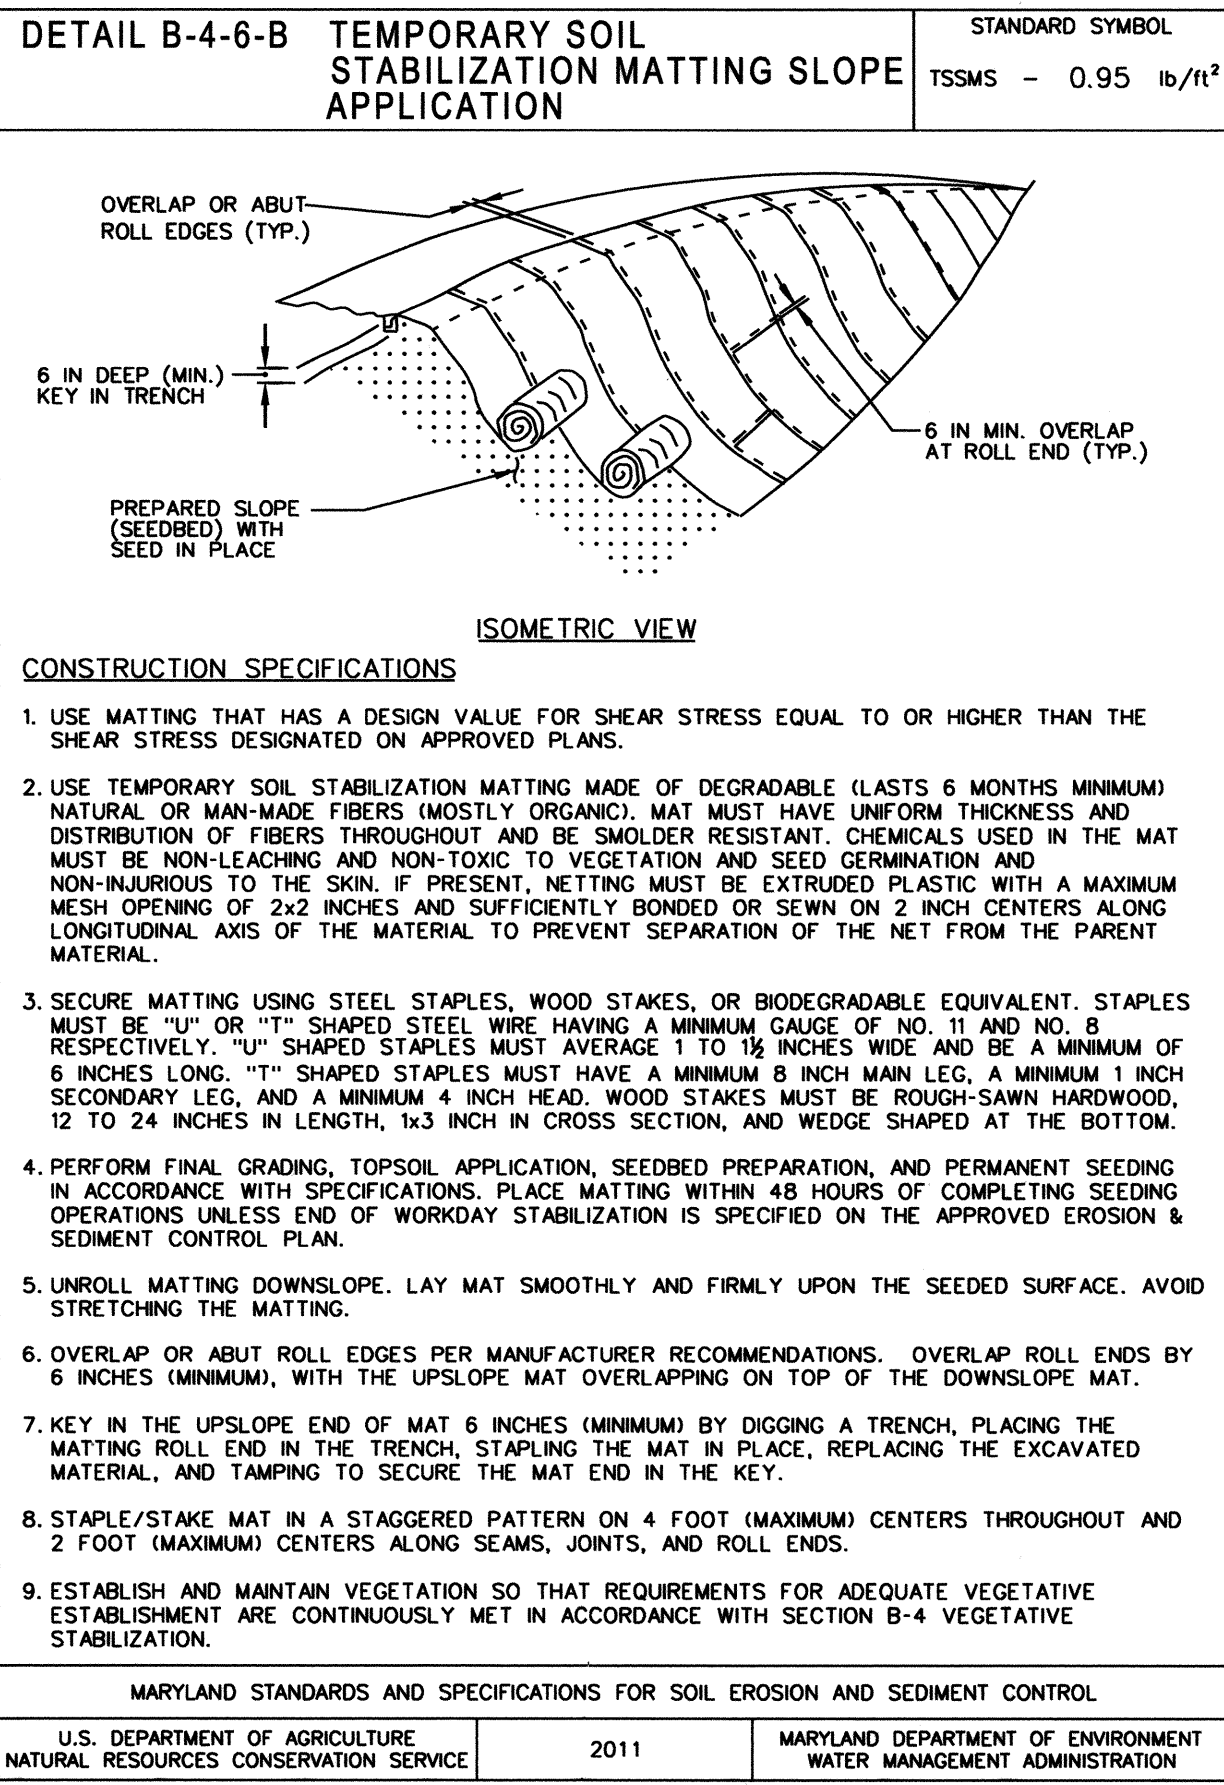 DETAIL B-4-6-B TEMPORARY SOIL
STABILIZATION MATTING SLOPE
APPLICATION
STANDARD SYMBOL
TSSMS - 0.95 lb/ft²
OVERLAP OR ABUT
ROLL EDGES (TYP.)
6 IN DEEP (MIN.)
KEY IN TRENCH
6 IN MIN. OVERLAP
AT ROLL END (TYP.)
PREPARED SLOPE
(SEEDBED) WITH
SEED IN PLACE
ISOMETRIC VIEW
CONSTRUCTION SPECIFICATIONS
1. USE MATTING THAT HAS A DESIGN VALUE FOR SHEAR STRESS EQUAL TO OR HIGHER THAN THE
SHEAR STRESS DESIGNATED ON APPROVED PLANS.
2. USE TEMPORARY SOIL STABILIZATION MATTING MADE OF DEGRADABLE (LASTS 6 MONTHS MINIMUM)
NATURAL OR MAN-MADE FIBERS (MOSTLY ORGANIC). MAT MUST HAVE UNIFORM THICKNESS AND
DISTRIBUTION OF FIBERS THROUGHOUT AND BE SMOLDER RESISTANT. CHEMICALS USED IN THE MAT
MUST BE NON-LEACHING AND NON-TOXIC TO VEGETATION AND SEED GERMINATION AND
NON-INJURIOUS TO THE SKIN. IF PRESENT, NETTING MUST BE EXTRUDED PLASTIC WITH A MAXIMUM
MESH OPENING OF 2x2 INCHES AND SUFFICIENTLY BONDED OR SEWN ON 2 INCH CENTERS ALONG
LONGITUDINAL AXIS OF THE MATERIAL TO PREVENT SEPARATION OF THE NET FROM THE PARENT
MATERIAL.
3. SECURE MATTING USING STEEL STAPLES, WOOD STAKES, OR BIODEGRADABLE EQUIVALENT. STAPLES
MUST BE "U" OR "T" SHAPED STEEL WIRE HAVING A MINIMUM GAUGE OF NO. 11 AND NO. 8
RESPECTIVELY. "U" SHAPED STAPLES MUST AVERAGE 1 TO 1½ INCHES WIDE AND BE A MINIMUM OF
6 INCHES LONG. "T" SHAPED STAPLES MUST HAVE A MINIMUM 8 INCH MAIN LEG, A MINIMUM 1 INCH
SECONDARY LEG, AND A MINIMUM 4 INCH HEAD. WOOD STAKES MUST BE ROUGH-SAWN HARDWOOD,
12 TO 24 INCHES IN LENGTH, 1x3 INCH IN CROSS SECTION, AND WEDGE SHAPED AT THE BOTTOM.
4. PERFORM FINAL GRADING, TOPSOIL APPLICATION, SEEDBED PREPARATION, AND PERMANENT SEEDING
IN ACCORDANCE WITH SPECIFICATIONS. PLACE MATTING WITHIN 48 HOURS OF COMPLETING SEEDING
OPERATIONS UNLESS END OF WORKDAY STABILIZATION IS SPECIFIED ON THE APPROVED EROSION &
SEDIMENT CONTROL PLAN.
5. UNROLL MATTING DOWNSLOPE. LAY MAT SMOOTHLY AND FIRMLY UPON THE SEEDED SURFACE. AVOID
STRETCHING THE MATTING.
6. OVERLAP OR ABUT ROLL EDGES PER MANUFACTURER RECOMMENDATIONS. OVERLAP ROLL ENDS BY
6 INCHES (MINIMUM), WITH THE UPSLOPE MAT OVERLAPPING ON TOP OF THE DOWNSLOPE MAT.
7. KEY IN THE UPSLOPE END OF MAT 6 INCHES (MINIMUM) BY DIGGING A TRENCH, PLACING THE
MATTING ROLL END IN THE TRENCH, STAPLING THE MAT IN PLACE, REPLACING THE EXCAVATED
MATERIAL, AND TAMPING TO SECURE THE MAT END IN THE KEY.
8. STAPLE/STAKE MAT IN A STAGGERED PATTERN ON 4 FOOT (MAXIMUM) CENTERS THROUGHOUT AND
2 FOOT (MAXIMUM) CENTERS ALONG SEAMS, JOINTS, AND ROLL ENDS.
9. ESTABLISH AND MAINTAIN VEGETATION SO THAT REQUIREMENTS FOR ADEQUATE VEGETATIVE
ESTABLISHMENT ARE CONTINUOUSLY MET IN ACCORDANCE WITH SECTION B-4 VEGETATIVE
STABILIZATION.
MARYLAND STANDARDS AND SPECIFICATIONS FOR SOIL EROSION AND SEDIMENT CONTROL
U.S. DEPARTMENT OF AGRICULTURE
NATURAL RESOURCES CONSERVATION SERVICE
2011
MARYLAND DEPARTMENT OF ENVIRONMENT
WATER MANAGEMENT ADMINISTRATION